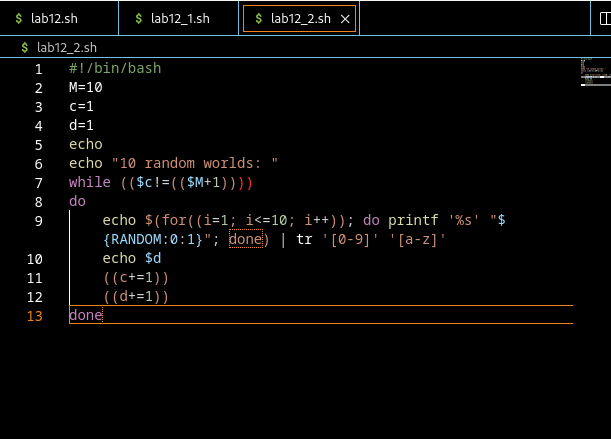 $ lab12.sh $ lab12_1.sh $ lab12_2.sh ×
$ lab12_2.sh
1 #!/bin/bash
2 M=10
3 c=1
4 d=1
5 echo
6 echo "10 random worlds: "
7 while (($c!=(($M+1))))
8 do
9 echo $(for((i=1; i<=10; i++)); do printf '%s' "$
{RANDOM:0:1}"; done) | tr '[0-9]' '[a-z]'
10 echo $d
11 ((c+=1))
12 ((d+=1))
13 done